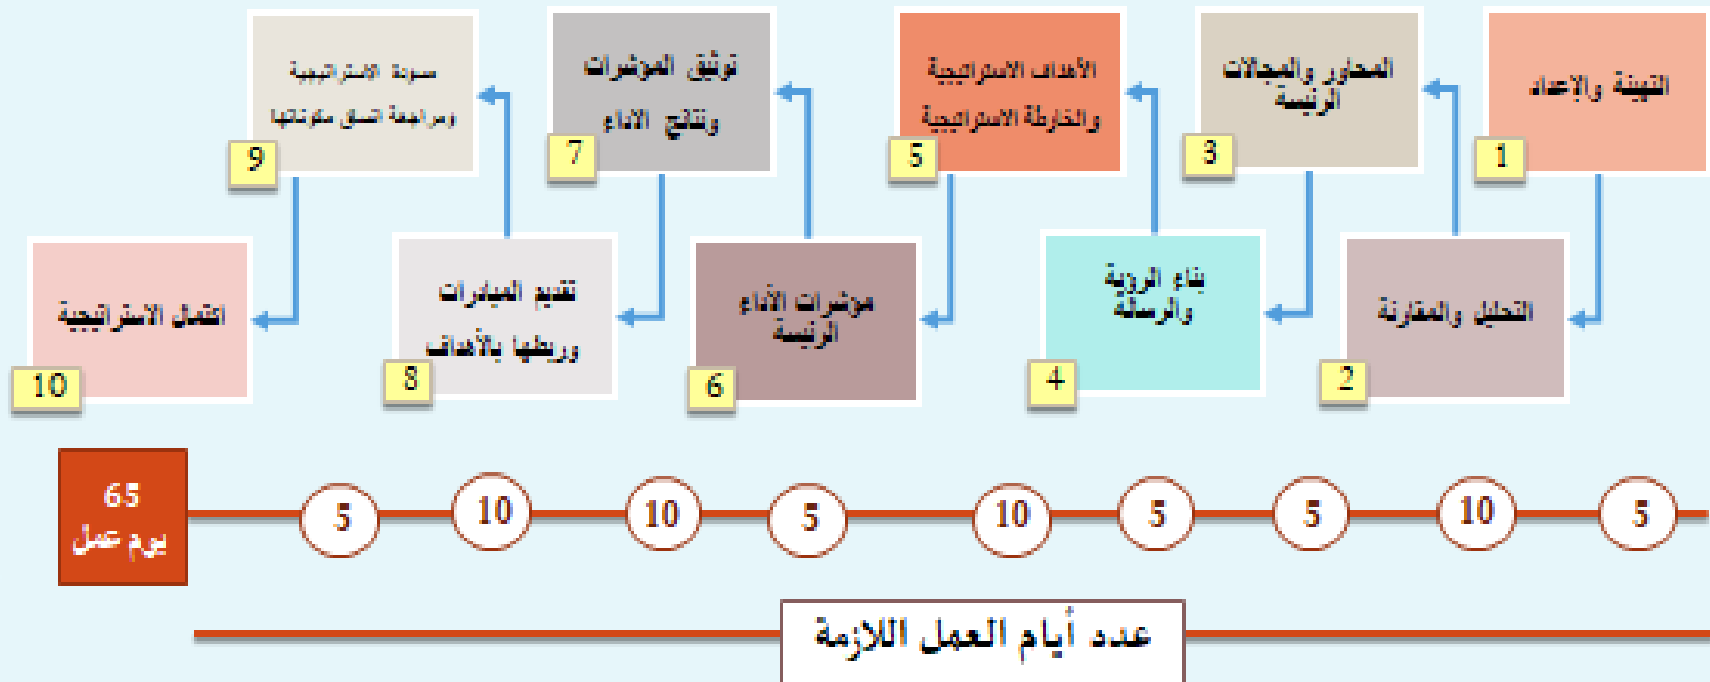 التهيئة والإعداد
1
التحليل والمقارنة
2
المحاور والمجالات
الرئيسة
3
بناء الرؤية
والرسالة
4
الأهداف الاستراتيجية
والخارطة الاستراتيجية
5
مؤشرات الأداء
الرئيسة
6
توثيق المؤشرات
ونتائج الاداء
7
تقديم المبادرات
وربطها بالأهداف
8
مسودة الاستراتيجية
ومراجعة اتساق مكوناتها
9
اكتمال الاستراتيجية
10
5
10
5
5
10
5
10
10
5
65
يوم عمل
عدد أيام العمل اللازمة